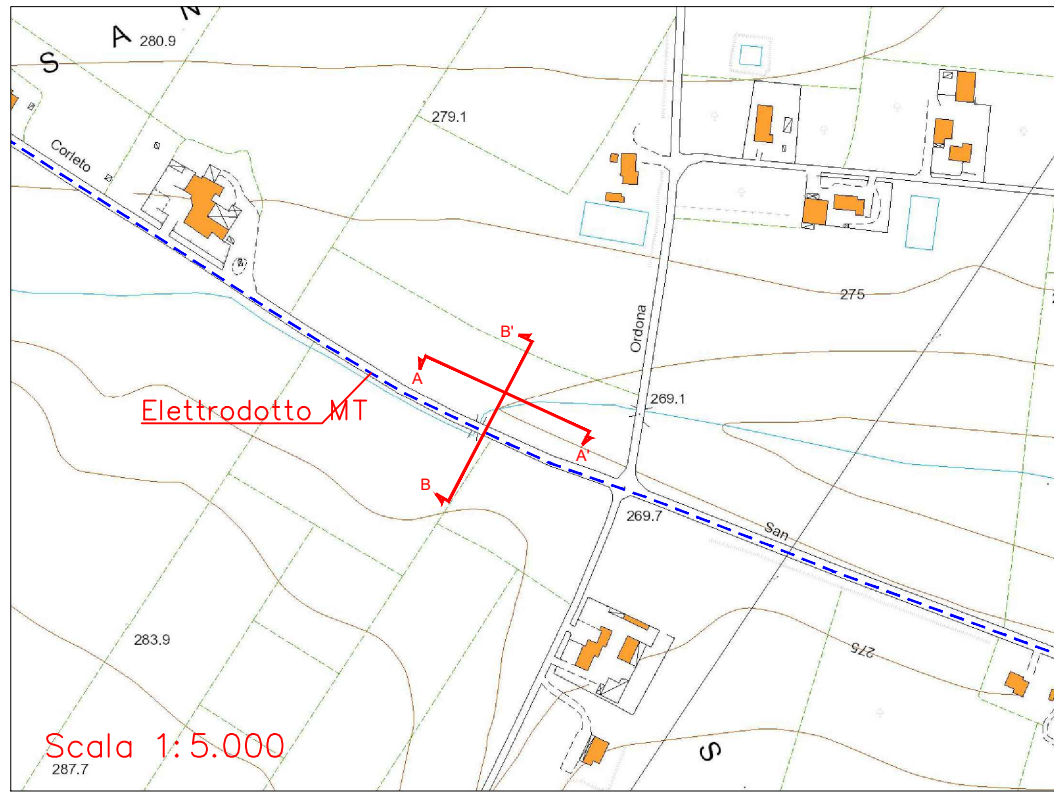 S A N
280.9
279.1
Corleto
275
Ordona
B'
A
269.1
Elettrodotto MT
A'
B
269.7
San
283.9
275
Scala 1:5.000
287.7
S